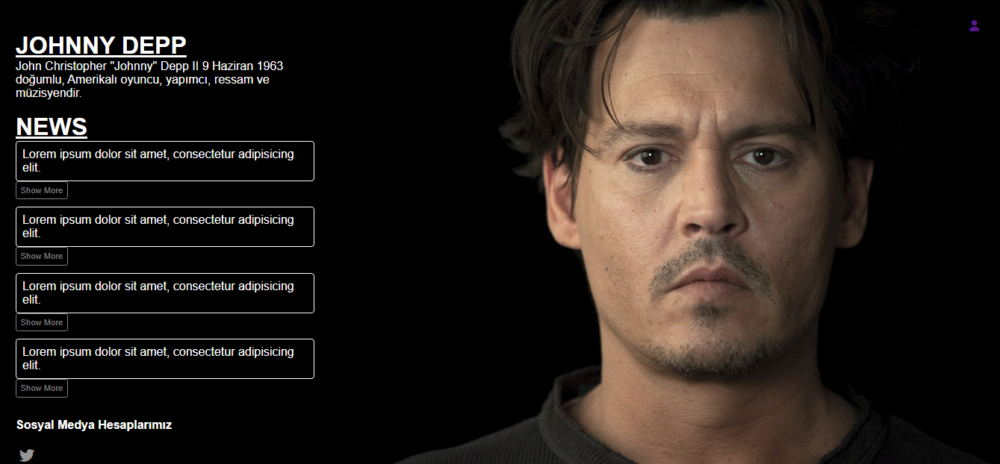 JOHNNY DEPP
John Christopher "Johnny" Depp II 9 Haziran 1963
doğumlu, Amerikalı oyuncu, yapımcı, ressam ve
müzisyendir.
NEWS
Lorem ipsum dolor sit amet, consectetur adipisicing
elit.
Show More
Lorem ipsum dolor sit amet, consectetur adipisicing
elit.
Show More
Lorem ipsum dolor sit amet, consectetur adipisicing
elit.
Show More
Lorem ipsum dolor sit amet, consectetur adipisicing
elit.
Show More
Sosyal Medya Hesaplarımız